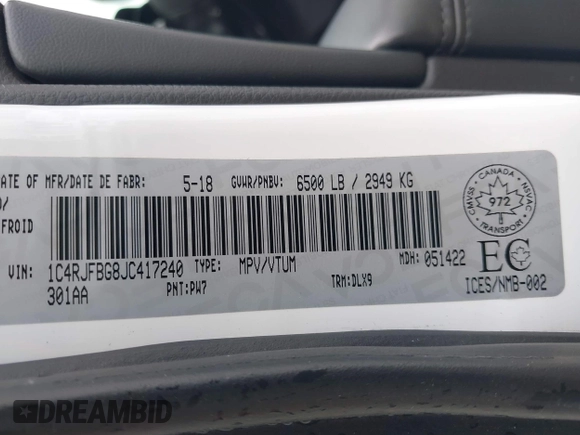 ATE OF MFR/DATE DE FABR: 5-18 GVWR/PNBV: 6500 LB / 2949 KG
D/
FROID
VIN: 1C4RJFBG8JC417240 TYPE: MPV/VTUM MDH: 051422
301AA PNT: PW7 TRM: DLX9
CMVSS · CANADA · NSVAC
972
TRANSPORT
EC
ICES/NMB-002
DREAMBID